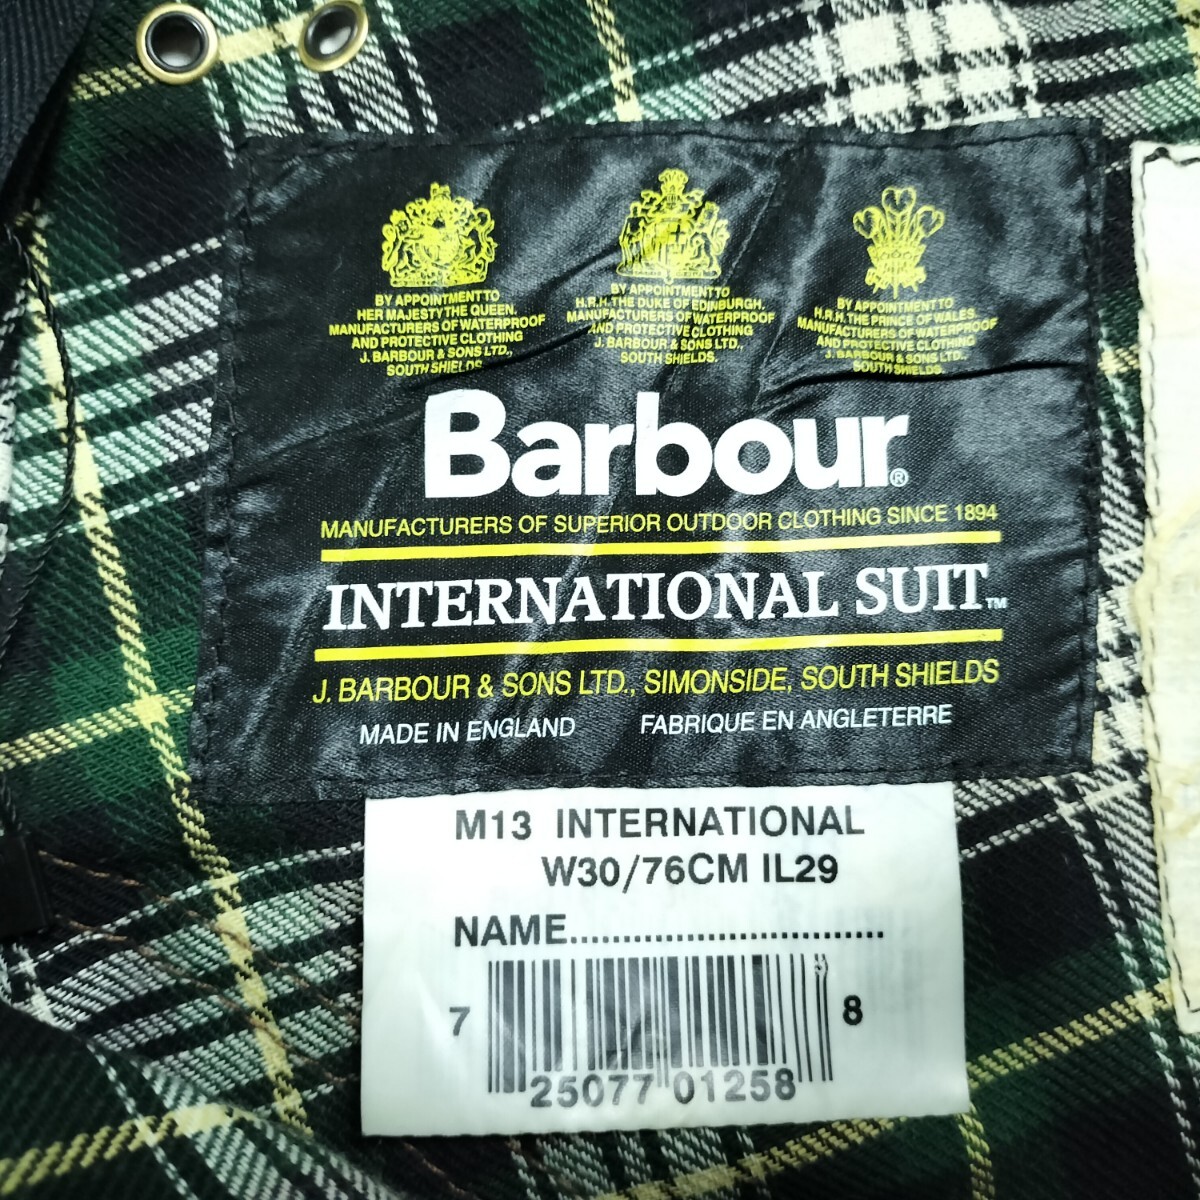 BY APPOINTMENT TO
HER MAJESTY THE QUEEN.
MANUFACTURERS OF WATERPROOF
AND PROTECTIVE CLOTHING
J. BARBOUR & SONS LTD.,
SOUTH SHIELDS.
BY APPOINTMENT TO
H.R.H. THE DUKE OF EDINBURGH.
MANUFACTURERS OF WATERPROOF
AND PROTECTIVE CLOTHING
J. BARBOUR & SONS LTD.,
SOUTH SHIELDS.
BY APPOINTMENT TO
H.R.H. THE PRINCE OF WALES.
MANUFACTURERS OF WATERPROOF
AND PROTECTIVE CLOTHING
J. BARBOUR & SONS LTD.,
SOUTH SHIELDS.
Barbour®
MANUFACTURERS OF SUPERIOR OUTDOOR CLOTHING SINCE 1894
INTERNATIONAL SUIT™
J. BARBOUR & SONS LTD., SIMONSIDE, SOUTH SHIELDS
MADE IN ENGLAND FABRIQUE EN ANGLETERRE
M13 INTERNATIONAL
W30/76CM IL29
NAME..............................
7 25077 01258 8